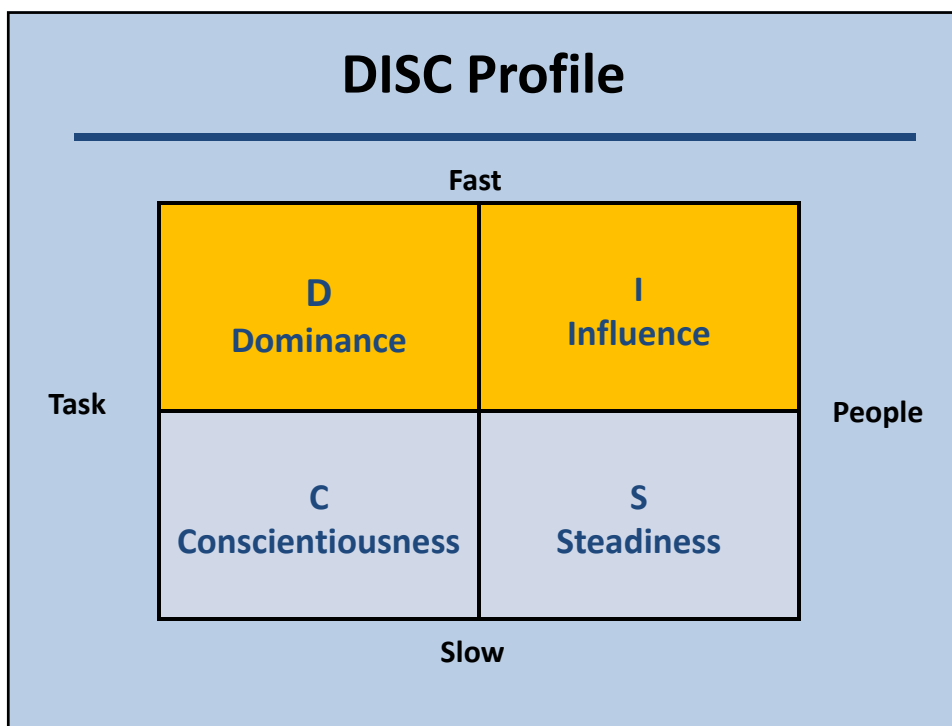 DISC Profile
Fast
D
Dominance
I
Influence
Task
People
C
Conscientiousness
S
Steadiness
Slow